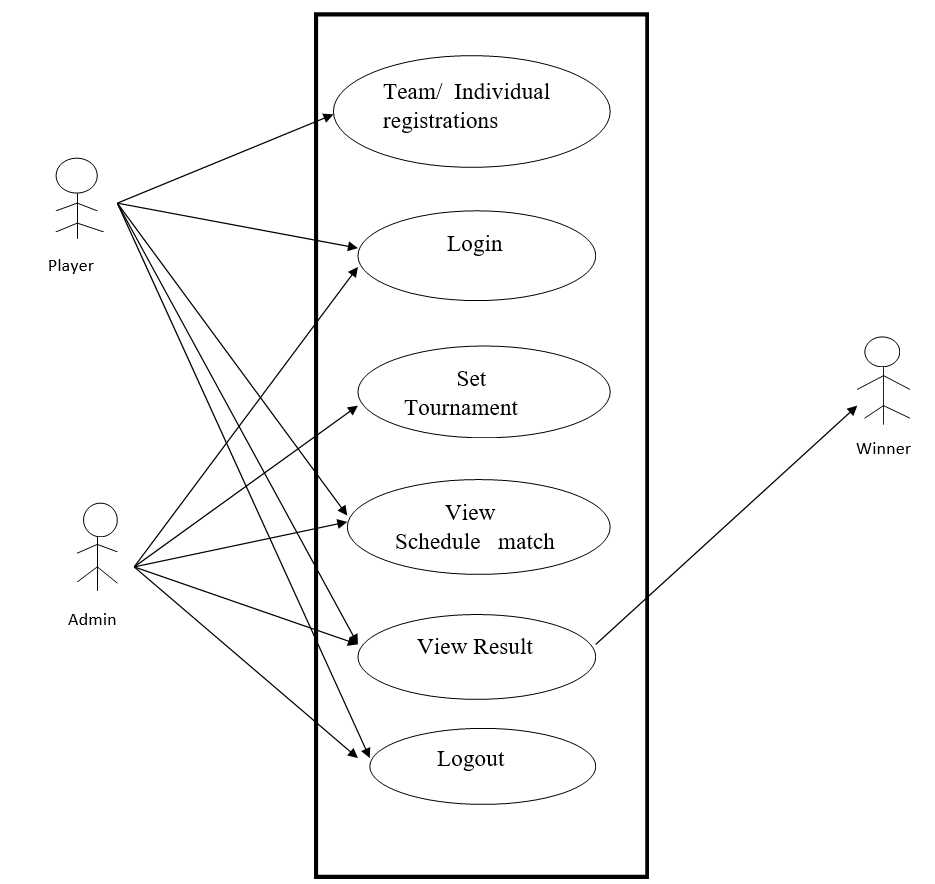 Team/ Individual
registrations
Login
Player
Set
Tournament
Winner
View
Schedule match
Admin
View Result
Logout